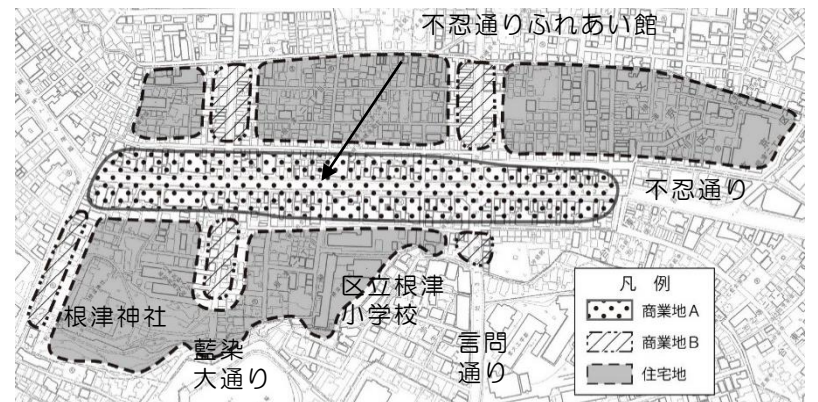 不忍通りふれあい館
不忍通り
根津神社
藍染
大通り
区立根津
小学校
言問
通り
凡 例
商業地A
商業地B
住宅地